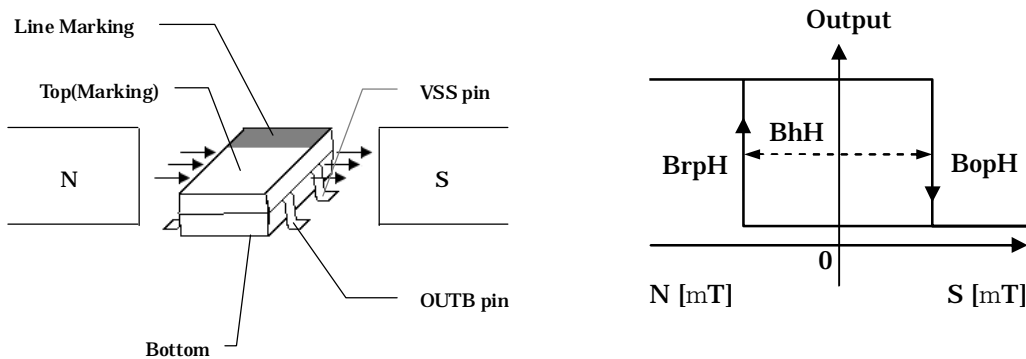 Line Marking
Top(Marking)
VSS pin
N
S
OUTB pin
Bottom
Output
BhH
BrpH
BopH
0
N [mT]
S [mT]